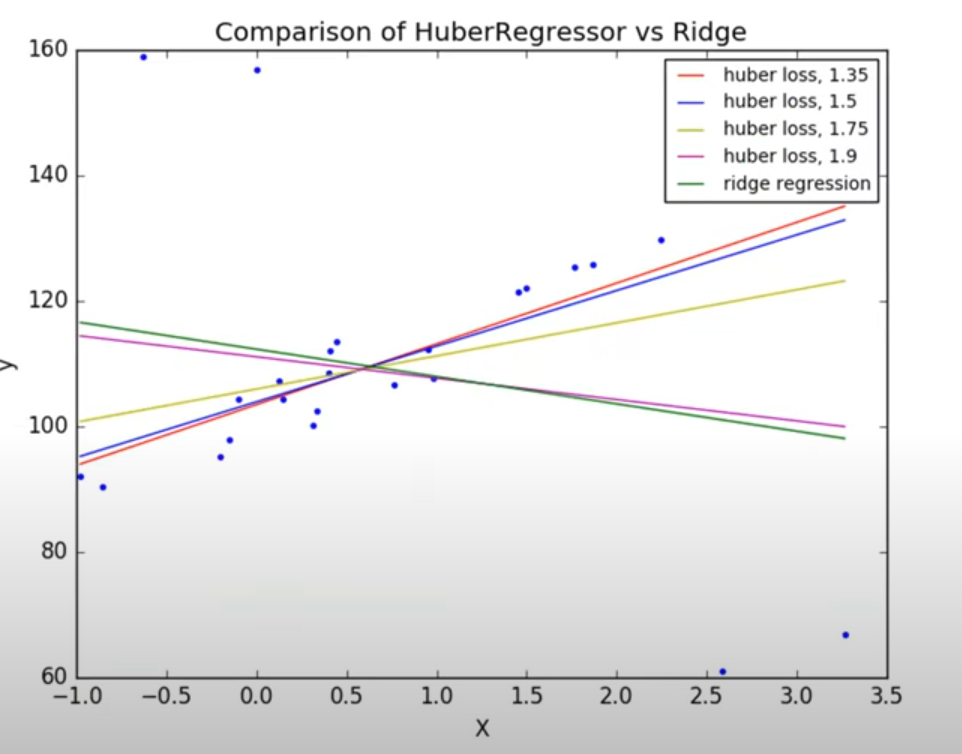 Comparison of HuberRegressor vs Ridge
160
140
120
100
80
60
y
huber loss, 1.35
huber loss, 1.5
huber loss, 1.75
huber loss, 1.9
ridge regression
−1.0 −0.5 0.0 0.5 1.0 1.5 2.0 2.5 3.0 3.5
X